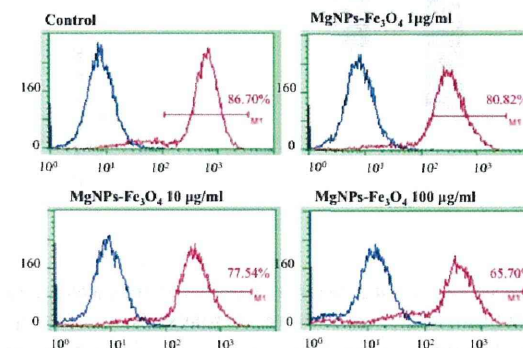 Control
160
0
86.70%
M1
10⁰ 10¹ 10² 10³
MgNPs-Fe₃O₄ 1µg/ml
160
0
80.82%
M1
10⁰ 10¹ 10² 10³
MgNPs-Fe₃O₄ 10 µg/ml
160
0
77.54%
M1
10⁰ 10¹ 10² 10³
MgNPs-Fe₃O₄ 100 µg/ml
160
0
65.70%
M1
10⁰ 10¹ 10² 10³